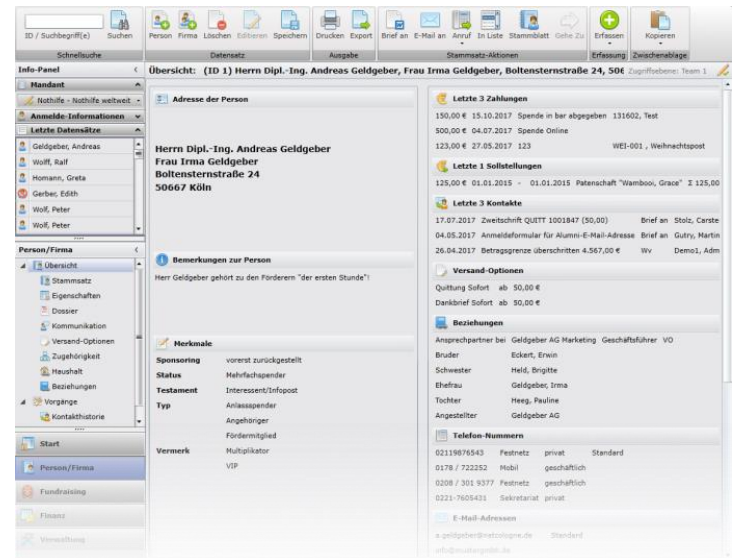 ID / Suchbegriff(e) Suchen Person Firma Löschen Editieren Speichern Drucken Export Brief an E-Mail an Anruf In Liste Stammblatt Gehe Zu Erfassen Kopieren
Schnellsuche Datensatz Ausgabe Stammsatz-Aktionen Erfassung Zwischenablage
Info-Panel
Mandant
Nothilfe - Nothilfe weltweit
Anmelde-Informationen
Letzte Datensätze
Geldgeber, Andreas
Wolff, Ralf
Homann, Greta
Gerber, Edith
Wolf, Peter
Wolf, Peter
Person/Firma
Übersicht
Stammsatz
Eigenschaften
Dossier
Kommunikation
Versand-Optionen
Zugehörigkeit
Haushalt
Beziehungen
Vorgänge
Kontakthistorie
Start
Person/Firma
Fundraising
Finanz
Verwaltung
Übersicht: (ID 1) Herrn Dipl.-Ing. Andreas Geldgeber, Frau Irma Geldgeber, Boltensternstraße 24, 506 Zugriffsebene: Team 1
Adresse der Person
Herrn Dipl.-Ing. Andreas Geldgeber
Frau Irma Geldgeber
Boltensternstraße 24
50667 Köln
Bemerkungen zur Person
Herr Geldgeber gehört zu den Förderern "der ersten Stunde"!
Merkmale
Sponsoring vorerst zurückgestellt
Status Mehrfachspender
Testament Interessent/Infopost
Typ Anlassspender
Angehöriger
Fördermitglied
Vermerk Multiplikator
VIP
Letzte 3 Zahlungen
150,00 € 15.10.2017 Spende in bar abgegeben 131602, Test
500,00 € 04.07.2017 Spende Online
123,00 € 27.05.2017 123 WEI-001 , Weihnachtspost
Letzte 1 Sollstellungen
125,00 € 01.01.2015 - 01.01.2015 Patenschaft "Wambooi, Grace" Σ 125,00
Letzte 3 Kontakte
17.07.2017 Zweitschrift QUITT 1001847 (50,00) Brief an Stolz, Carste
04.05.2017 Anmeldeformular für Alumni-E-Mail-Adresse Brief an Gutry, Martin
26.04.2017 Betragsgrenze überschritten 4.567,00 € Wv Demo1, Adm
Versand-Optionen
Quittung Sofort ab 50,00 €
Dankbrief Sofort ab 50,00 €
Beziehungen
Ansprechpartner bei Geldgeber AG Marketing Geschäftsführer VO
Bruder Eckert, Erwin
Schwester Held, Brigitte
Ehefrau Geldgeber, Irma
Tochter Heeg, Pauline
Angestellter Geldgeber AG
Telefon-Nummern
02119876543 Festnetz privat Standard
0178 / 722252 Mobil geschäftlich
0208 / 301 9377 Festnetz geschäftlich
0221-7605431 Sekretariat privat
E-Mail-Adressen
a.geldgeber@netcologne.de Standard